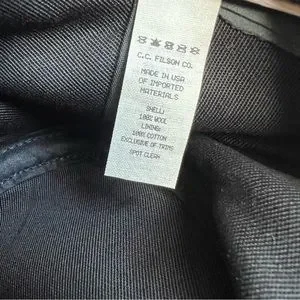 C.C. FILSON CO.
MADE IN USA
OF IMPORTED
MATERIALS
SHELL:
100% WOOL
LINING:
100% COTTON
EXCLUSIVE OF TRIMS
SPOT CLEAN